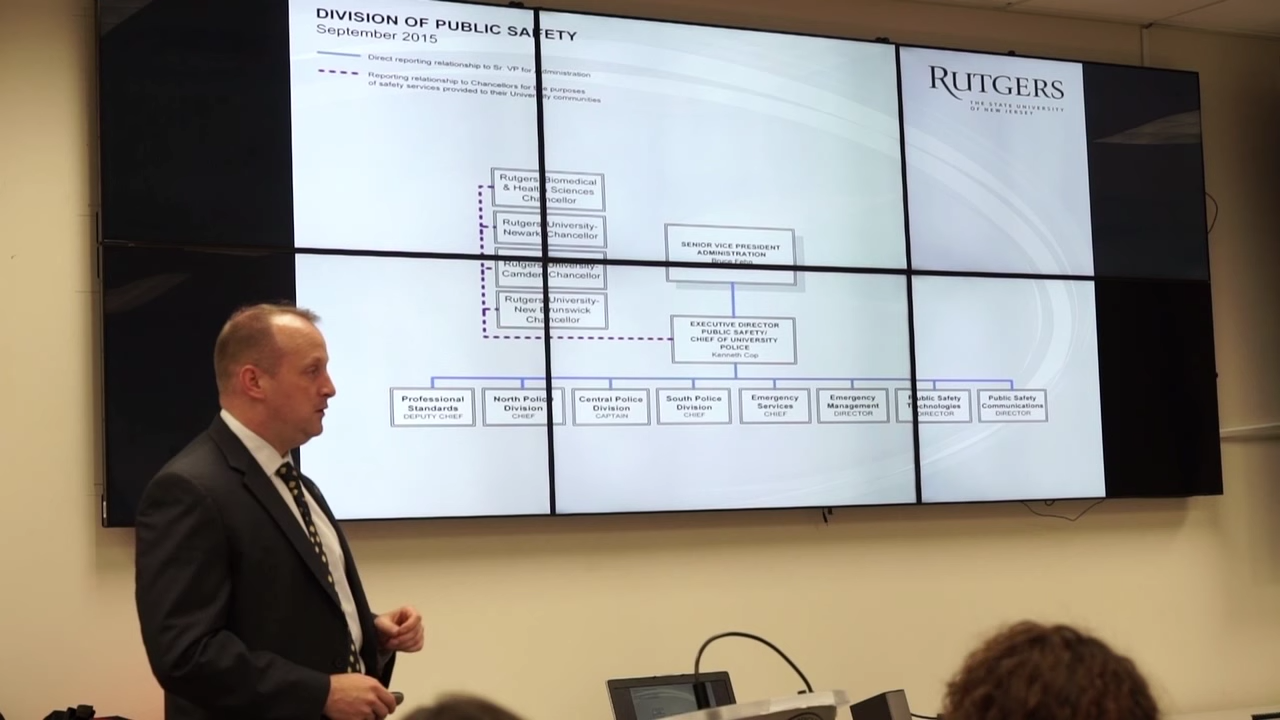 DIVISION OF PUBLIC SAFETY
September 2015
Direct reporting relationship to Sr. VP for Administration
Reporting relationship to Chancellors for the purposes
of safety services provided to their University communities
RUTGERS
THE STATE UNIVERSITY
OF NEW JERSEY
Rutgers Biomedical
& Health Sciences
Chancellor
Rutgers University-
Newark Chancellor
Rutgers University-
Camden Chancellor
Rutgers University-
New Brunswick
Chancellor
SENIOR VICE PRESIDENT
ADMINISTRATION
Bruce Fehn
EXECUTIVE DIRECTOR
PUBLIC SAFETY/
CHIEF OF UNIVERSITY
POLICE
Kenneth Cop
Professional
Standards
DEPUTY CHIEF
North Police
Division
CHIEF
Central Police
Division
CAPTAIN
South Police
Division
CHIEF
Emergency
Services
CHIEF
Emergency
Management
DIRECTOR
Public Safety
Technologies
DIRECTOR
Public Safety
Communications
DIRECTOR